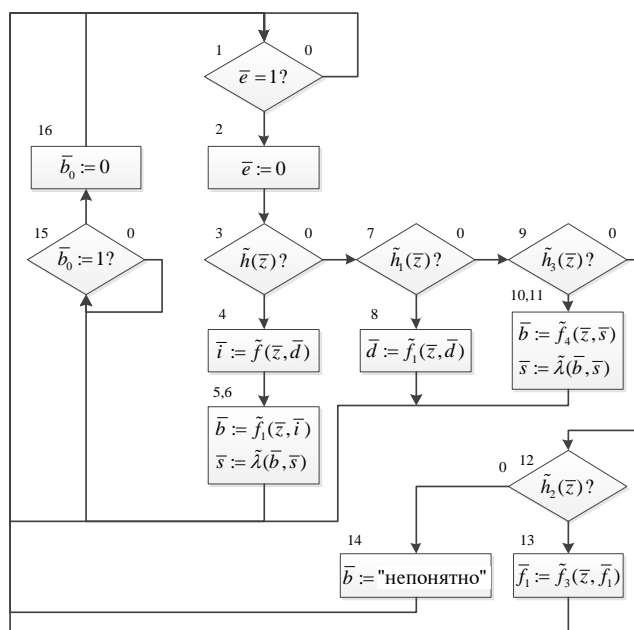 1
0
e̅ = 1?
16
2
b̅₀ := 0
e̅ := 0
15
0
3
0
7
0
9
0
b̅₀ := 1?
h̃(z̅)?
h̃₁(z̅)?
h̃₃(z̅)?
4
8
10,11
i̅ := f̃(z̅, d̅)
d̅ := f̃₁(z̅, d̅)
b̅ := f̃₄(z̅, s̅)
s̅ := λ̃(b̅, s̅)
5,6
b̅ := f̃₁(z̅, i̅)
s̅ := λ̃(b̅, s̅)
0
12
h̃₂(z̅)?
14
13
b̅ := "непонятно"
f̅₁ := f̃₃(z̅, f̅₁)